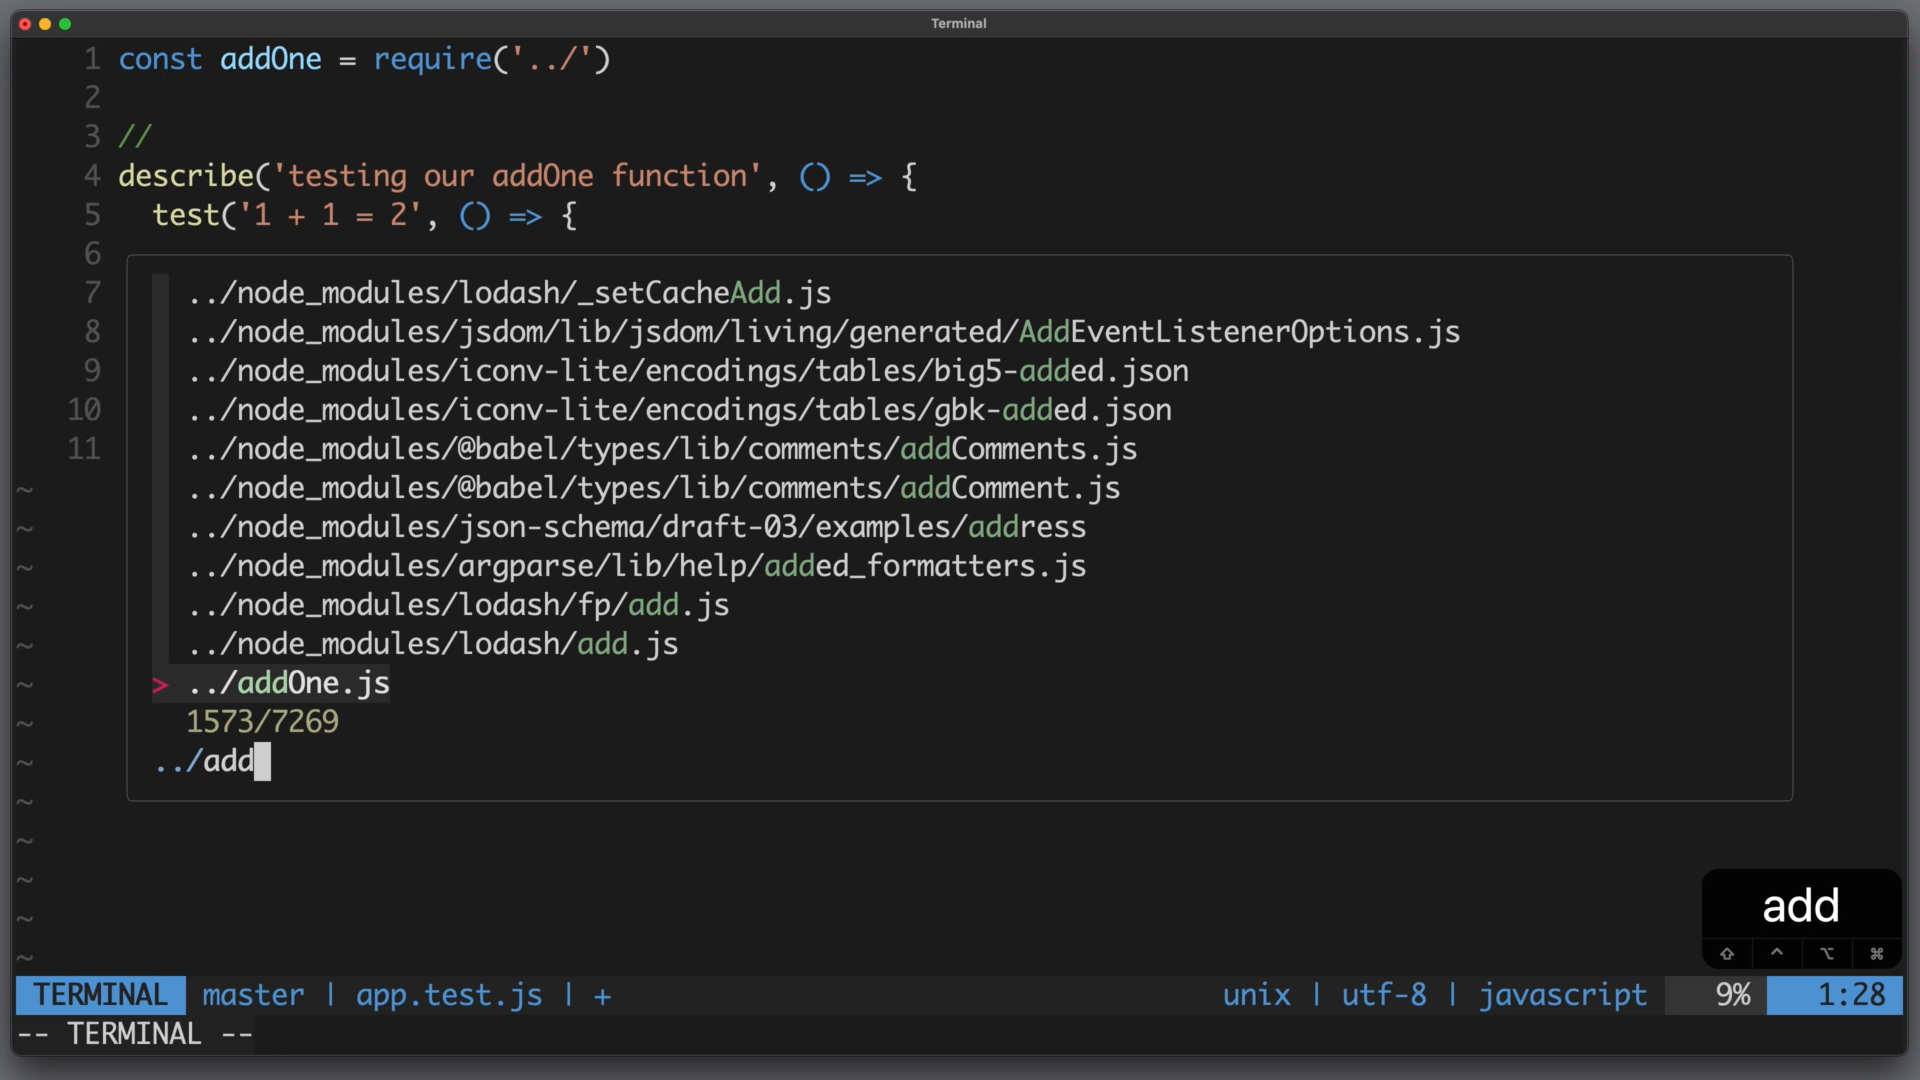 Terminal
1 const addOne = require('../')
2
3 //
4 describe('testing our addOne function', () => {
5 test('1 + 1 = 2', () => {
6
7 ../node_modules/lodash/_setCacheAdd.js
8 ../node_modules/jsdom/lib/jsdom/living/generated/AddEventListenerOptions.js
9 ../node_modules/iconv-lite/encodings/tables/big5-added.json
10 ../node_modules/iconv-lite/encodings/tables/gbk-added.json
11 ../node_modules/@babel/types/lib/comments/addComments.js
~ ../node_modules/@babel/types/lib/comments/addComment.js
~ ../node_modules/json-schema/draft-03/examples/address
~ ../node_modules/argparse/lib/help/added_formatters.js
~ ../node_modules/lodash/fp/add.js
~ ../node_modules/lodash/add.js
~ > ../addOne.js
~ 1573/7269
~ ../add
~
~
~
~
~
add
⇧ ^ ⌥ ⌘
TERMINAL master | app.test.js | + unix | utf-8 | javascript 9% 1:28
-- TERMINAL --